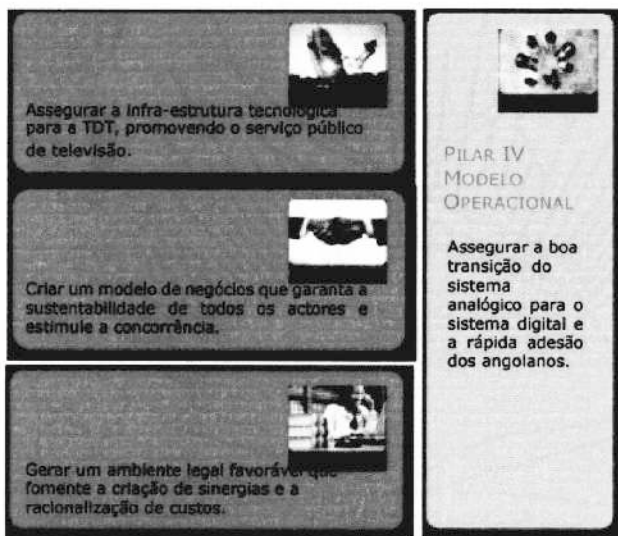 Assegurar a infra-estrutura tecnológica
para a TDT, promovendo o serviço público
de televisão.
Criar um modelo de negócios que garanta a
sustentabilidade de todos os actores e
estimule a concorrência.
Gerar um ambiente legal favorável que
fomente a criação de sinergias e a
racionalização de custos.
PILAR IV
MODELO
OPERACIONAL
Assegurar a boa
transição do
sistema
analógico para o
sistema digital e
a rápida adesão
dos angolanos.